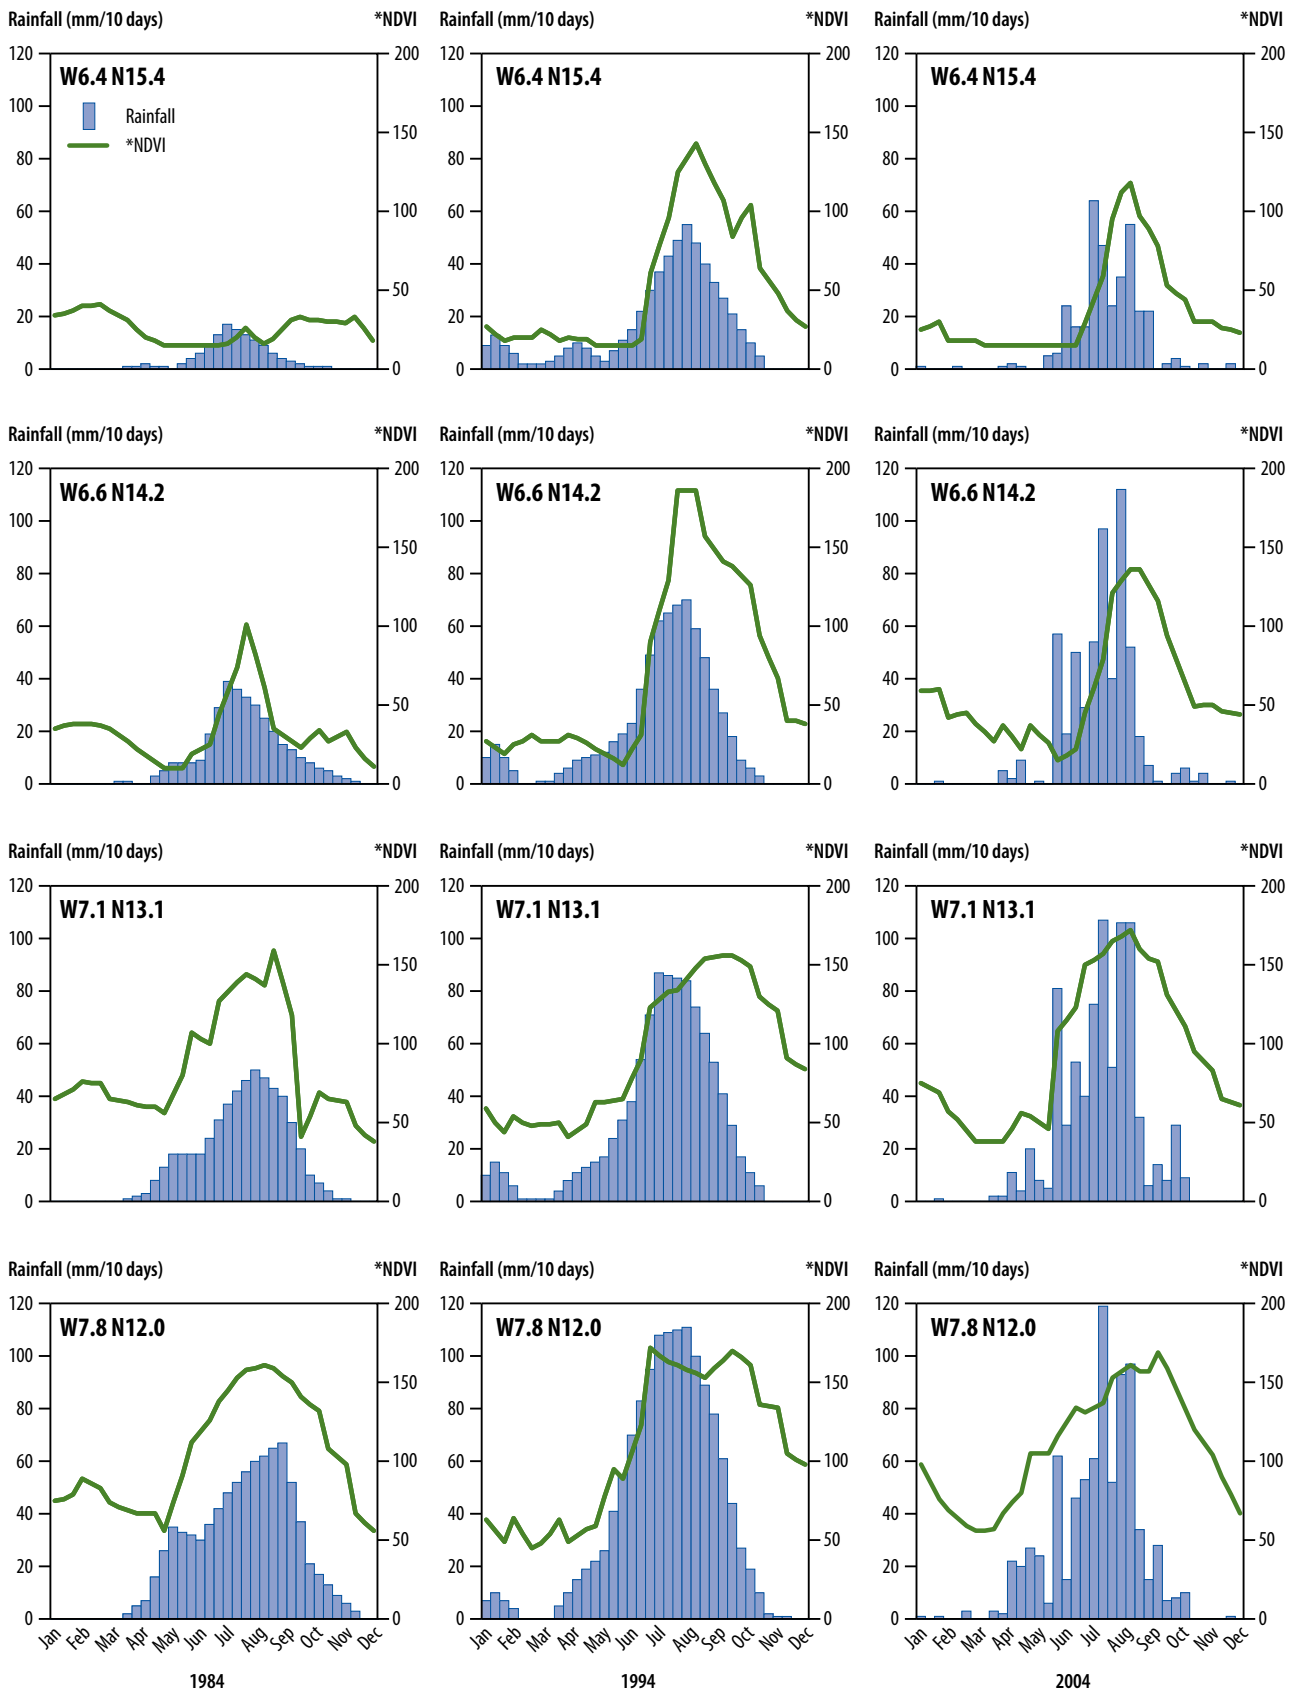 Rainfall (mm/10 days) *NDVI Rainfall (mm/10 days) *NDVI Rainfall (mm/10 days) *NDVI
120 200 120 200 120 200
W6.4 N15.4 W6.4 N15.4 W6.4 N15.4
100 100 100
Rainfall
150 150 150
*NDVI
80 80 80
60 100 60 100 60 100
40 40 40
50 50 50
20 20 20
0 0 0 0 0 0
Rainfall (mm/10 days) *NDVI Rainfall (mm/10 days) *NDVI Rainfall (mm/10 days) *NDVI
120 200 120 200 120 200
W6.6 N14.2 W6.6 N14.2 W6.6 N14.2
100 100 100
150 150 150
80 80 80
60 100 60 100 60 100
40 40 40
50 50 50
20 20 20
0 0 0 0 0 0
Rainfall (mm/10 days) *NDVI Rainfall (mm/10 days) *NDVI Rainfall (mm/10 days) *NDVI
120 200 120 200 120 200
W7.1 N13.1 W7.1 N13.1 W7.1 N13.1
100 100 100
150 150 150
80 80 80
60 100 60 100 60 100
40 40 40
50 50 50
20 20 20
0 0 0 0 0 0
Rainfall (mm/10 days) *NDVI Rainfall (mm/10 days) *NDVI Rainfall (mm/10 days) *NDVI
120 200 120 200 120 200
W7.8 N12.0 W7.8 N12.0 W7.8 N12.0
100 100 100
150 150 150
80 80 80
60 100 60 100 60 100
40 40 40
50 50 50
20 20 20
0 0 0 0 0 0
Jan Feb Mar Apr May Jun Jul Aug Sep Oct Nov Dec Jan Feb Mar Apr May Jun Jul Aug Sep Oct Nov Dec Jan Feb Mar Apr May Jun Jul Aug Sep Oct Nov Dec
1984 1994 2004